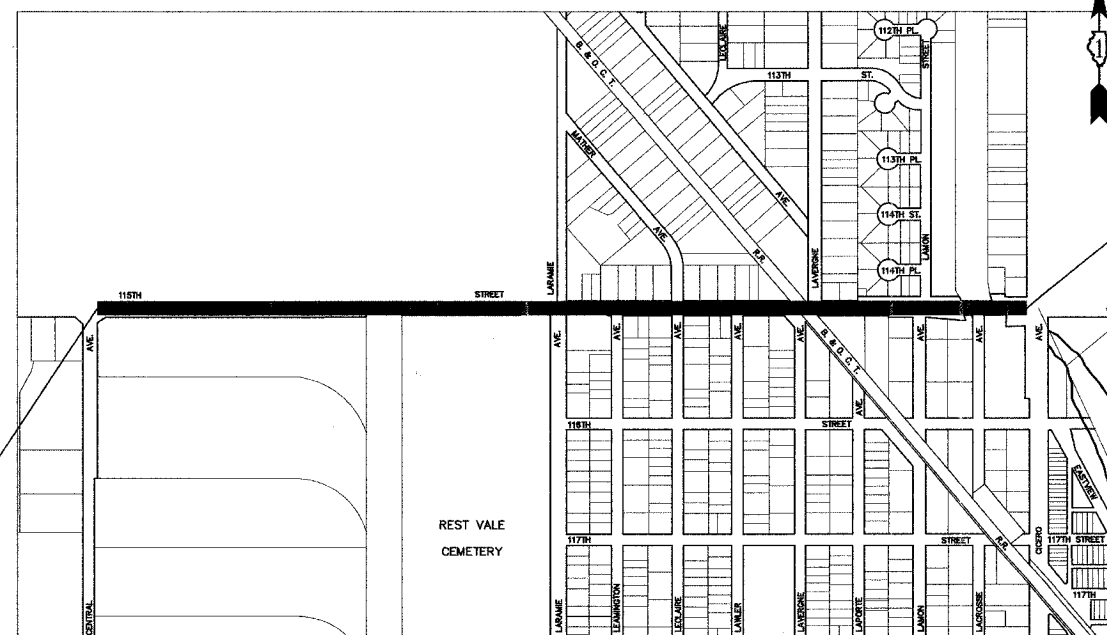 112TH PL.
LECLAIRE
STREET
B. & O. C. T.
113TH ST.
1
MATHER
113TH PL.
AVE.
114TH ST.
AVE.
LAMON
R.R.
LAVERGNE
LARAMIE
114TH PL.
115TH STREET
AVE. AVE. AVE. AVE. AVE. AVE. AVE. AVE. AVE.
B. & O. C. T.
AVE.
116TH STREET
EASTVIEW
REST VALE
CEMETERY
CICERO
117TH STREET R.R. 117TH STREET
117TH
CENTRAL LARAMIE LEAMINGTON LECLAIRE LAWLER LAVERGNE LAPORTE LAMON LACROSSE